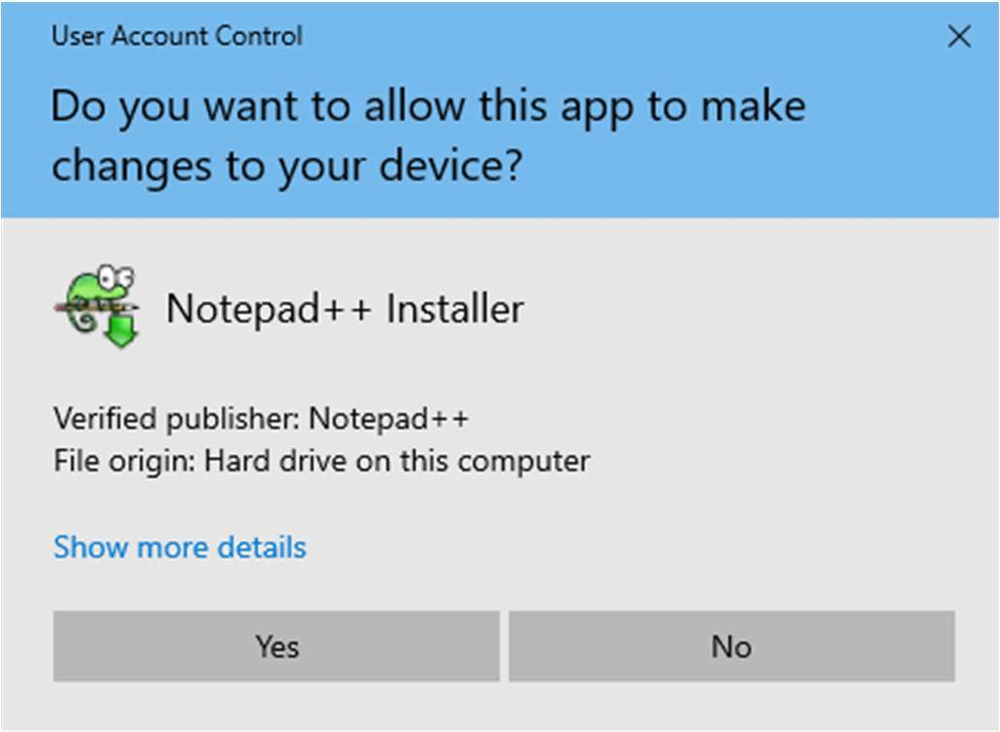 User Account Control
Do you want to allow this app to make
changes to your device?
Notepad++ Installer
Verified publisher: Notepad++
File origin: Hard drive on this computer
Show more details
Yes
No